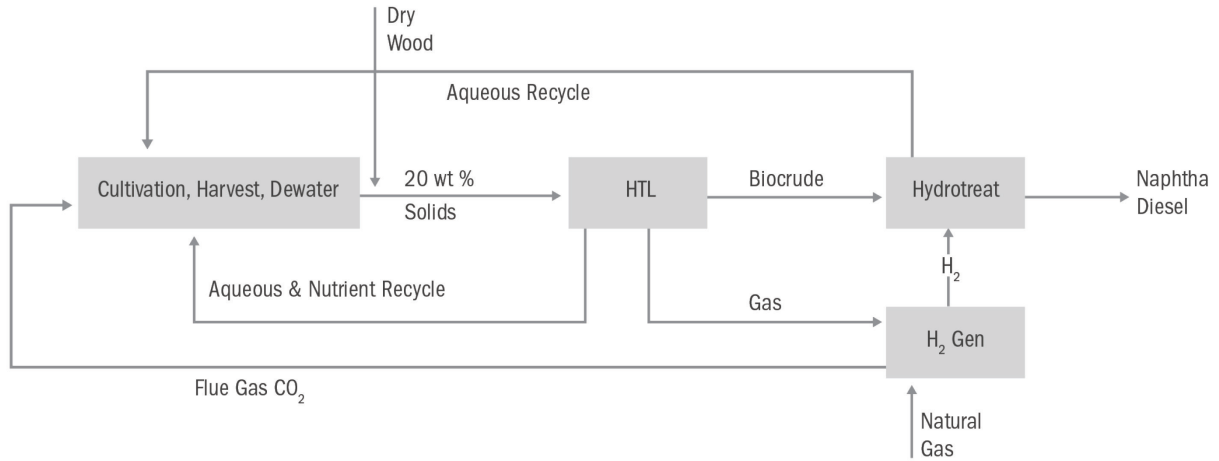 Dry
Wood
Aqueous Recycle
Cultivation, Harvest, Dewater
20 wt %
Solids
HTL
Biocrude
Hydrotreat
Naphtha
Diesel
H₂
Aqueous & Nutrient Recycle
Gas
H₂ Gen
Flue Gas CO₂
Natural
Gas